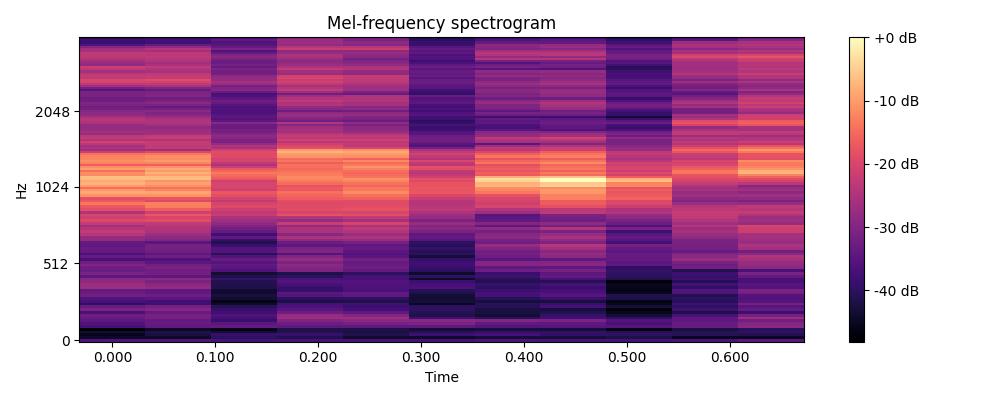 Mel-frequency spectrogram
Hz
2048
1024
512
0
0.000 0.100 0.200 0.300 0.400 0.500 0.600
Time
+0 dB
-10 dB
-20 dB
-30 dB
-40 dB